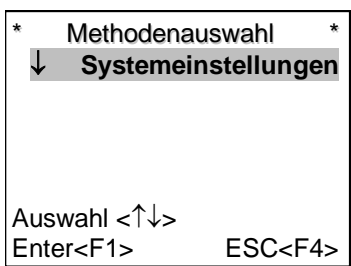 * Methodenauswahl *
↓ Systemeinstellungen
Auswahl <↑↓>
Enter<F1> ESC<F4>